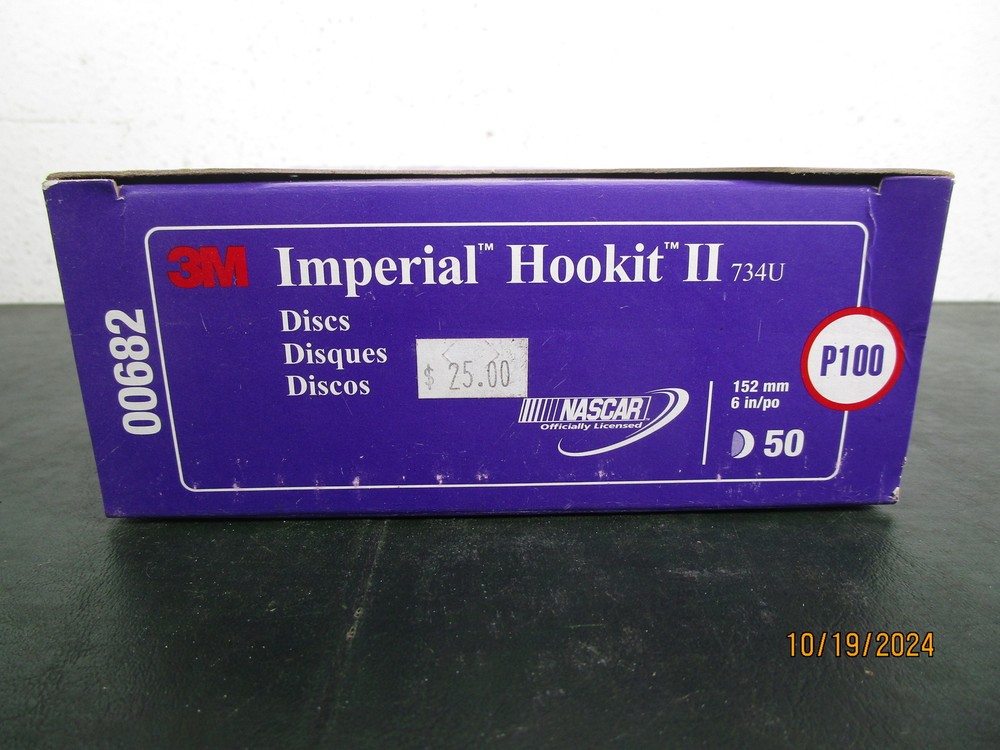 3M Imperial™ Hookit™ II 734U
Discs
Disques
Discos
$ 25.00
NASCAR
Officially Licensed
152 mm
6 in/po
50
P100
00682
10/19/2024